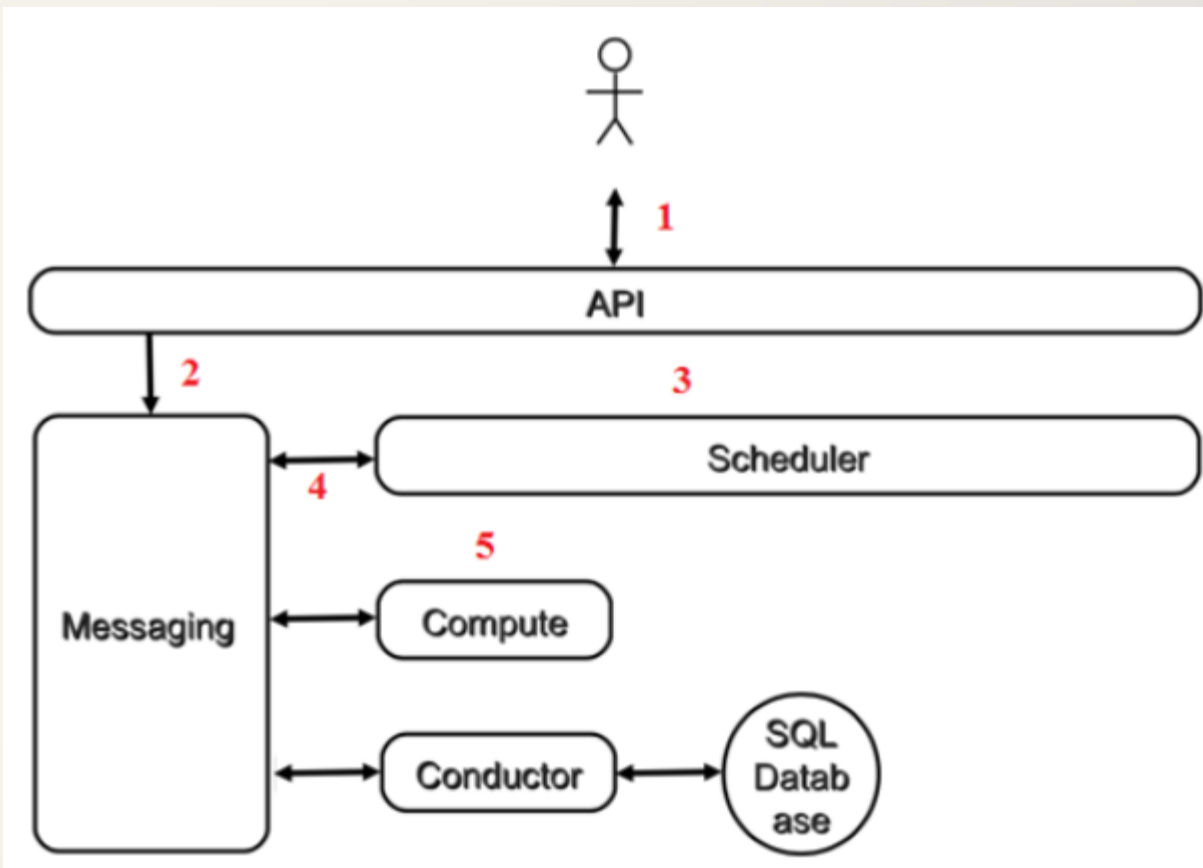 1
API
2
3
Scheduler
4
5
Messaging
Compute
Conductor
SQL
Datab
ase